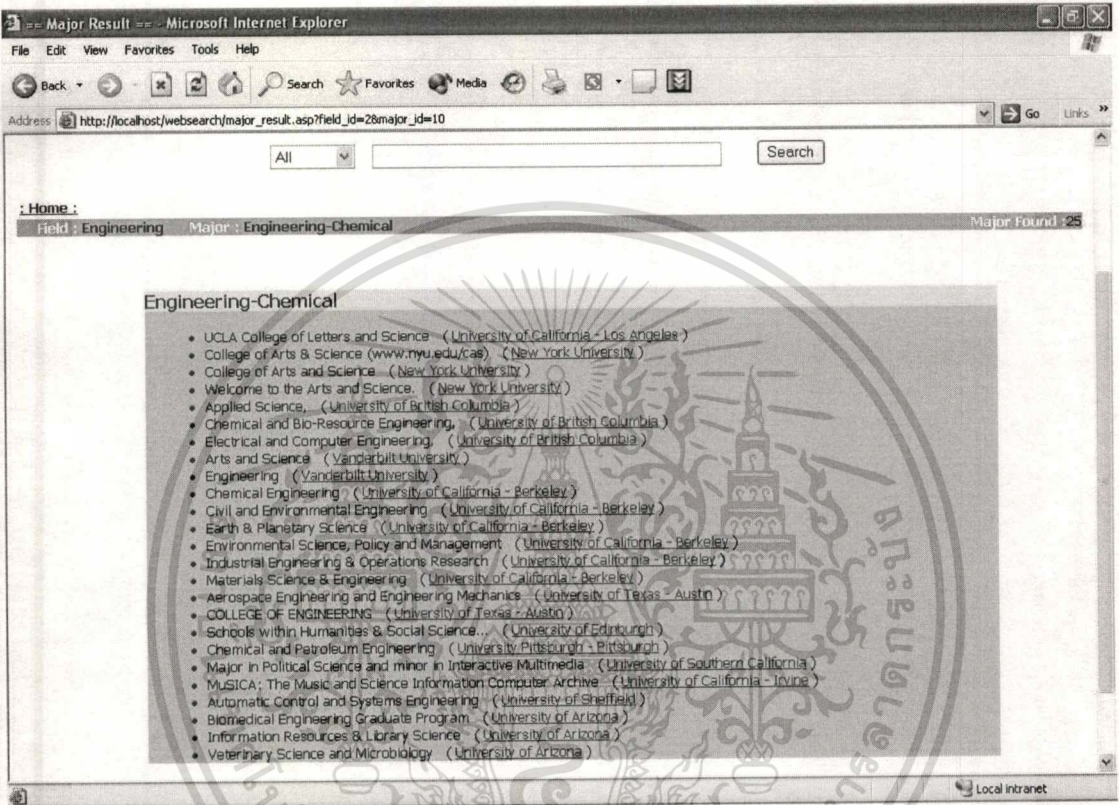 == Major Result == - Microsoft Internet Explorer
File Edit View Favorites Tools Help
Back Search Favorites Media
Address http://localhost/websearch/major_result.asp?field_id=2&major_id=10 Go Links »
All Search
: Home :
Field : Engineering Major : Engineering-Chemical Major Found :25
Engineering-Chemical
• UCLA College of Letters and Science ( University of California - Los Angeles )
• College of Arts & Science (www.nyu.edu/cas) ( New York University )
• College of Arts and Science ( New York University )
• Welcome to the Arts and Science. ( New York University )
• Applied Science, ( University of British Columbia )
• Chemical and Bio-Resource Engineering, ( University of British Columbia )
• Electrical and Computer Engineering, ( University of British Columbia )
• Arts and Science ( Vanderbilt University )
• Engineering ( Vanderbilt University )
• Chemical Engineering ( University of California - Berkeley )
• Civil and Environmental Engineering ( University of California - Berkeley )
• Earth & Planetary Science ( University of California - Berkeley )
• Environmental Science, Policy and Management ( University of California - Berkeley )
• Industrial Engineering & Operations Research ( University of California - Berkeley )
• Materials Science & Engineering ( University of California - Berkeley )
• Aerospace Engineering and Engineering Mechanics ( University of Texas - Austin )
• COLLEGE OF ENGINEERING ( University of Texas - Austin )
• Schools within Humanities & Social Science... ( University of Edinburgh )
• Chemical and Petroleum Engineering ( University Pittsburgh - Pittsburgh )
• Major in Political Science and minor in Interactive Multimedia ( University of Southern California )
• MuSICA: The Music and Science Information Computer Archive ( University of California - Irvine )
• Automatic Control and Systems Engineering ( University of Sheffield )
• Biomedical Engineering Graduate Program ( University of Arizona )
• Information Resources & Library Science ( University of Arizona )
• Veterinary Science and Microbiology ( University of Arizona )
Local intranet